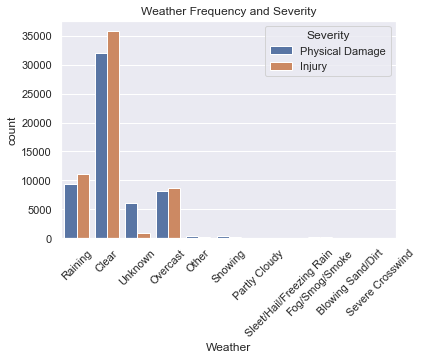 Weather Frequency and Severity
Severity
Physical Damage
Injury
35000
30000
25000
20000
15000
10000
5000
0
count
Raining
Clear
Unknown
Overcast
Other
Snowing
Partly Cloudy
Sleet/Hail/Freezing Rain
Fog/Smog/Smoke
Blowing Sand/Dirt
Severe Crosswind
Weather